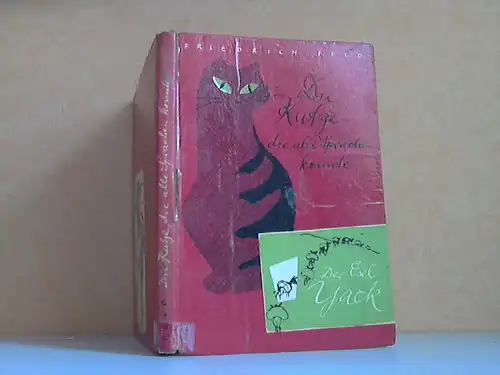 FRIEDRICH FELD
Die
Katze
die alle Sprachen
konnte
Der Esel
Yack
Die Katze, die alle Sprachen konnte